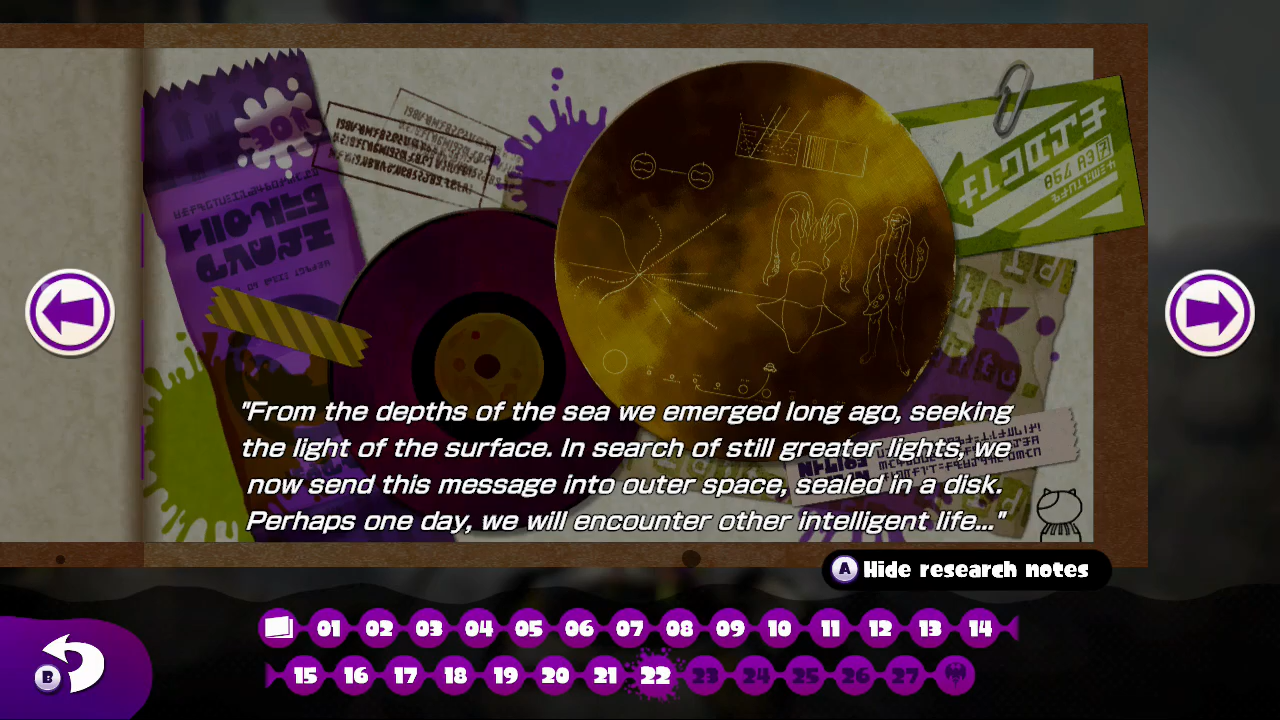 "From the depths of the sea we emerged long ago, seeking
the light of the surface. In search of still greater lights, we
now send this message into outer space, sealed in a disk.
Perhaps one day, we will encounter other intelligent life..."
A Hide research notes
01 02 03 04 05 06 07 08 09 10 11 12 13 14
15 16 17 18 19 20 21 22 23 24 25 26 27
B